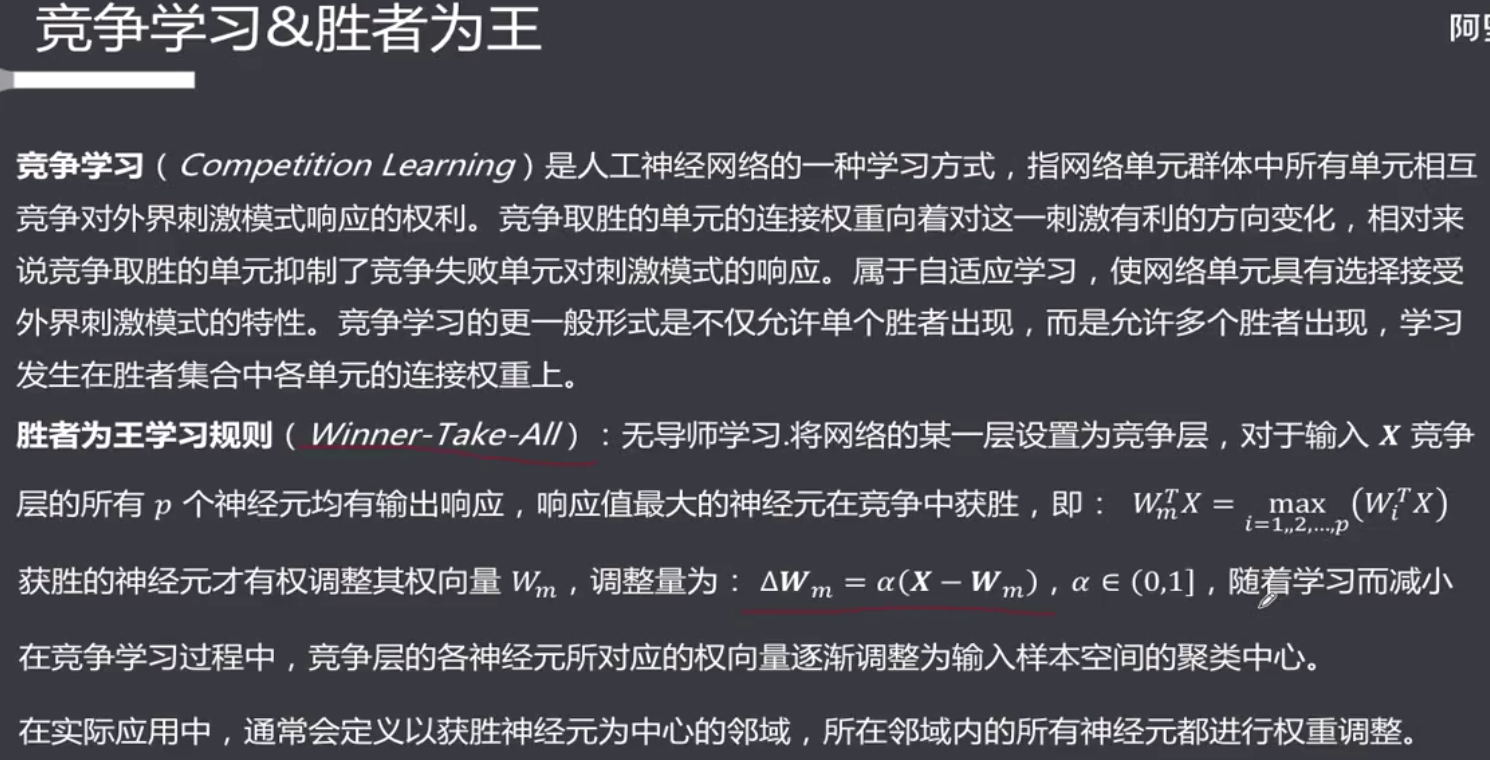 竞争学习&胜者为王
阿里
竞争学习（Competition Learning）是人工神经网络的一种学习方式，指网络单元群体中所有单元相互
竞争对外界刺激模式响应的权利。竞争取胜的单元的连接权重向着对这一刺激有利的方向变化，相对来
说竞争取胜的单元抑制了竞争失败单元对刺激模式的响应。属于自适应学习，使网络单元具有选择接受
外界刺激模式的特性。竞争学习的更一般形式是不仅允许单个胜者出现，而是允许多个胜者出现，学习
发生在胜者集合中各单元的连接权重上。
胜者为王学习规则（Winner-Take-All）：无导师学习.将网络的某一层设置为竞争层，对于输入 X 竞争
层的所有 p 个神经元均有输出响应，响应值最大的神经元在竞争中获胜，即： W_m^T X = max_{i=1,,2,…,p} (W_i^T X)
获胜的神经元才有权调整其权向量 W_m，调整量为：ΔW_m = α(X − W_m)，α ∈ (0,1]，随着学习而减小
在竞争学习过程中，竞争层的各神经元所对应的权向量逐渐调整为输入样本空间的聚类中心。
在实际应用中，通常会定义以获胜神经元为中心的邻域，所在邻域内的所有神经元都进行权重调整。